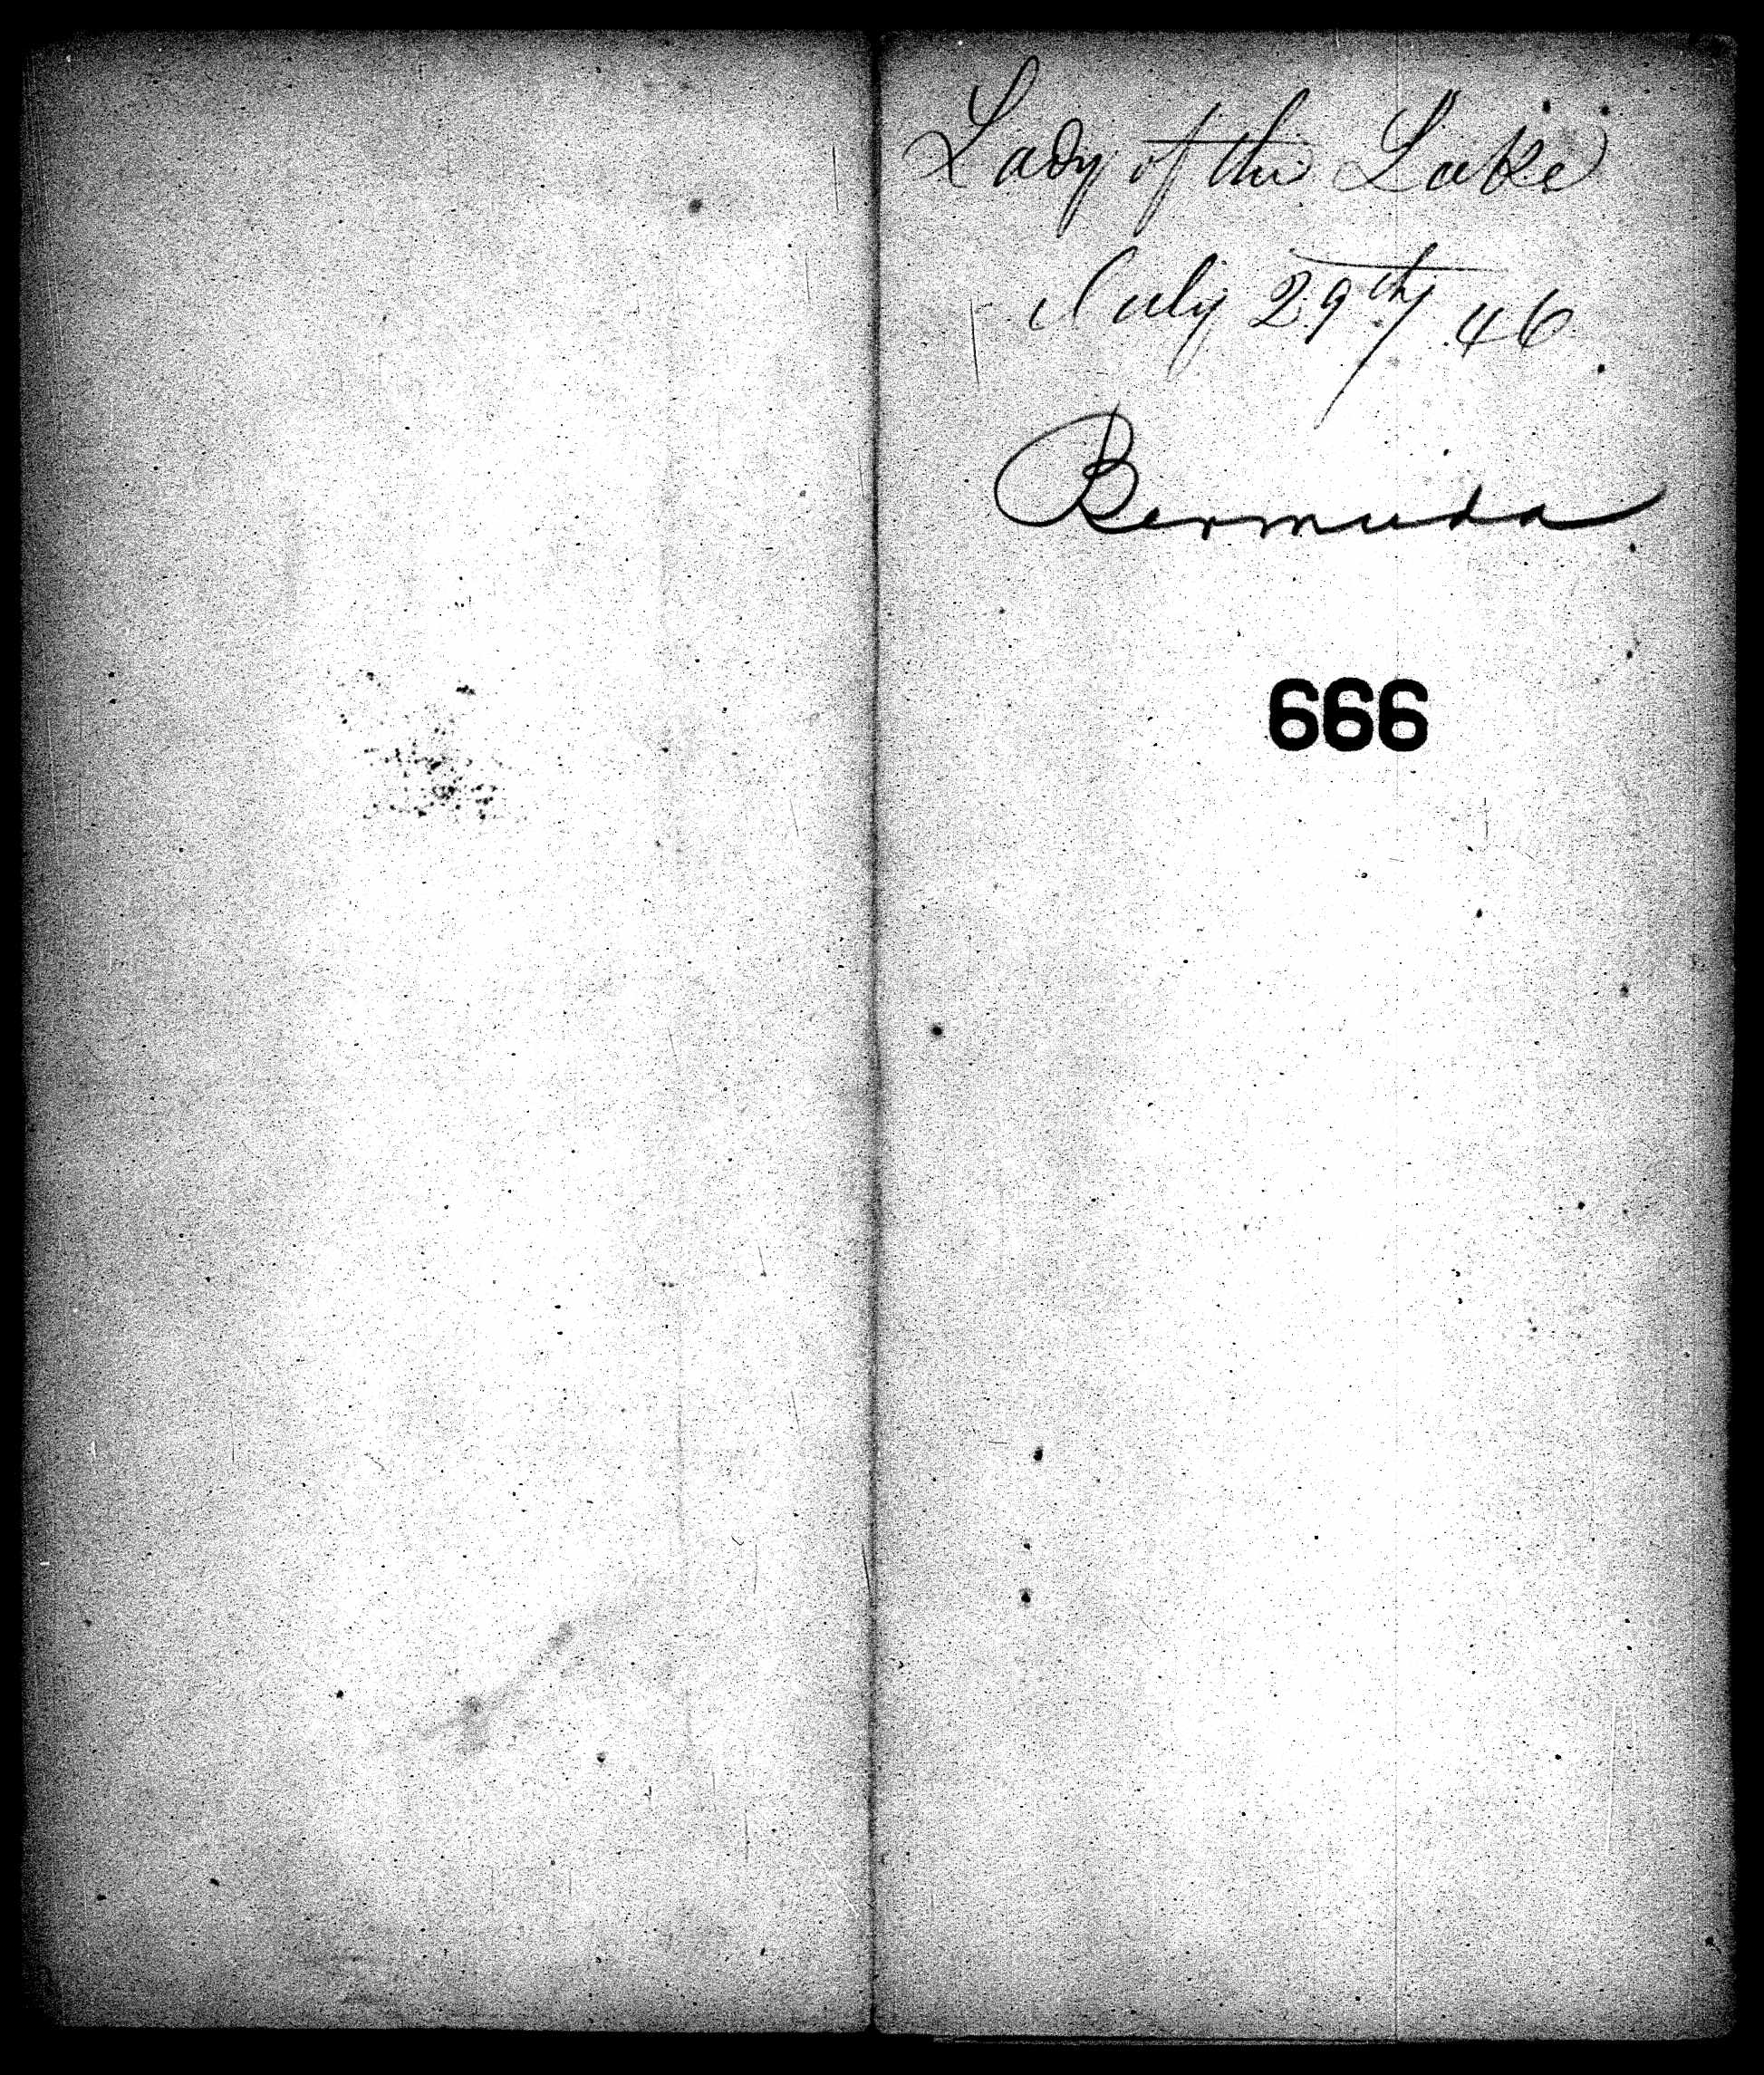 Lady of the Lake
July 29th 46
Bermuda
666